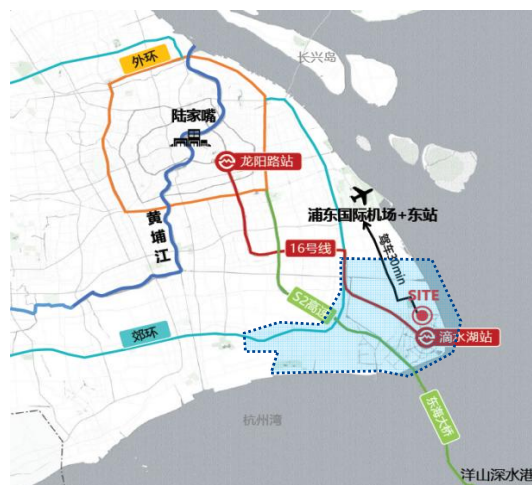 外环
长兴岛
陆家嘴
龙阳路站
浦东国际机场+东站
黄埔江
16号线
驾车30min
S2高速
SITE
郊环
滴水湖站
杭州湾
东海大桥
洋山深水港